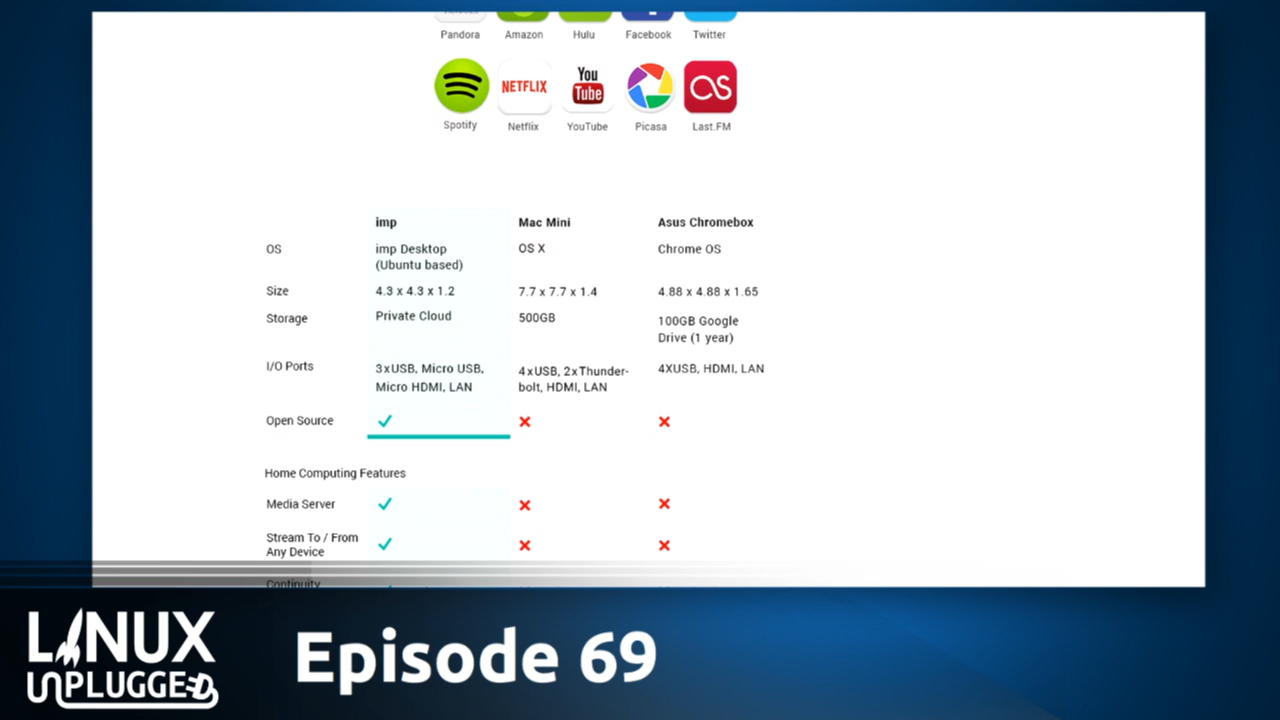 Pandora Amazon Hulu Facebook Twitter
NETFLIX You Tube
Spotify Netflix YouTube Picasa Last.FM
imp Mac Mini Asus Chromebox
OS imp Desktop (Ubuntu based) OS X Chrome OS
Size 4.3 x 4.3 x 1.2 7.7 x 7.7 x 1.4 4.88 x 4.88 x 1.65
Storage Private Cloud 500GB 100GB Google Drive (1 year)
I/O Ports 3xUSB, Micro USB, Micro HDMI, LAN 4xUSB, 2xThunder-bolt, HDMI, LAN 4XUSB, HDMI, LAN
Open Source
Home Computing Features
Media Server
Stream To / From
Any Device
Continuity
LINUX
UNPLUGGED
Episode 69